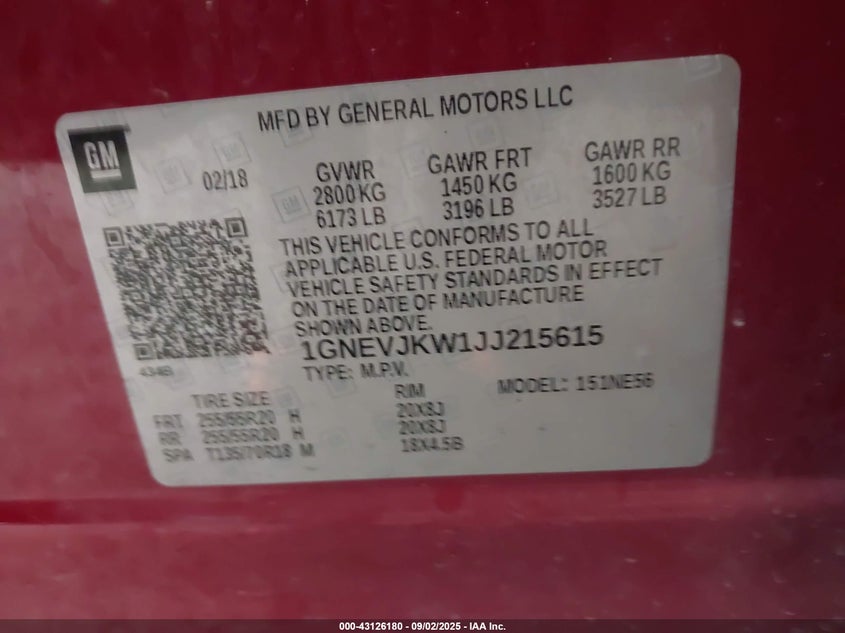 MFD BY GENERAL MOTORS LLC
GM
02/18
GVWR
2800 KG
6173 LB
GAWR FRT
1450 KG
3196 LB
GAWR RR
1600 KG
3527 LB
THIS VEHICLE CONFORMS TO ALL
APPLICABLE U.S. FEDERAL MOTOR
VEHICLE SAFETY STANDARDS IN EFFECT
ON THE DATE OF MANUFACTURE
SHOWN ABOVE.
1GNEVJKW1JJ215615
434B
TYPE: M.P.V. MODEL: 151NE56
TIRE SIZE RIM
FRT 255/55R20 H 20X8J
RR 255/55R20 H 20X8J
SPA T135/70R18 M 18X4.5B
000-43126180 - 09/02/2025 - IAA Inc.